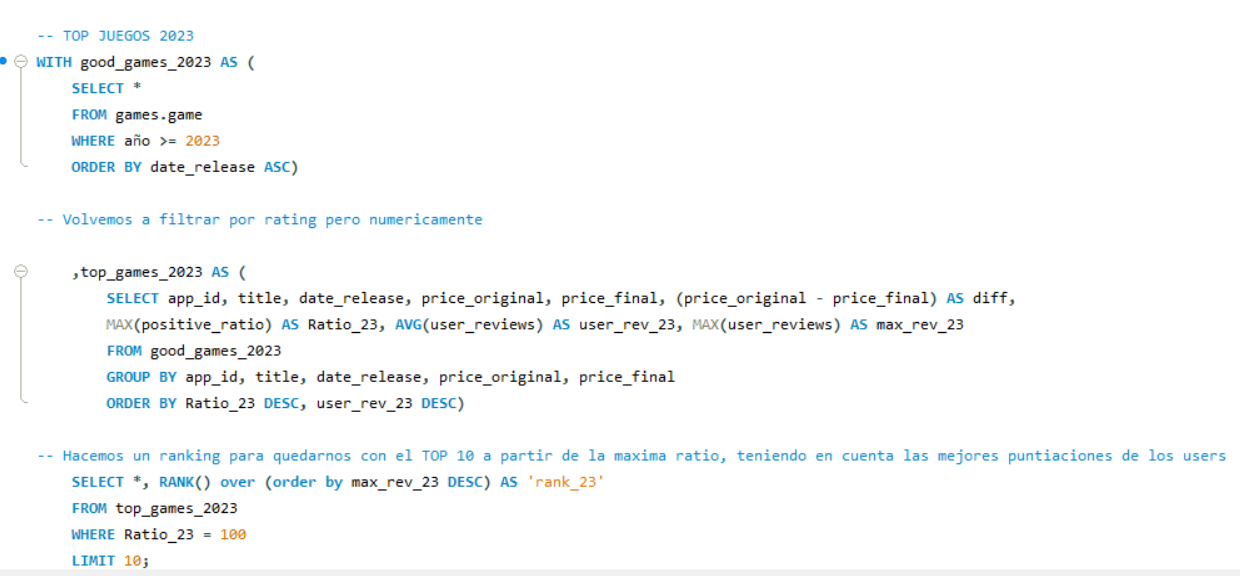 -- TOP JUEGOS 2023
WITH good_games_2023 AS (
SELECT *
FROM games.game
WHERE año >= 2023
ORDER BY date_release ASC)
-- Volvemos a filtrar por rating pero numericamente
,top_games_2023 AS (
SELECT app_id, title, date_release, price_original, price_final, (price_original - price_final) AS diff,
MAX(positive_ratio) AS Ratio_23, AVG(user_reviews) AS user_rev_23, MAX(user_reviews) AS max_rev_23
FROM good_games_2023
GROUP BY app_id, title, date_release, price_original, price_final
ORDER BY Ratio_23 DESC, user_rev_23 DESC)
-- Hacemos un ranking para quedarnos con el TOP 10 a partir de la maxima ratio, teniendo en cuenta las mejores puntiaciones de los users
SELECT *, RANK() over (order by max_rev_23 DESC) AS 'rank_23'
FROM top_games_2023
WHERE Ratio_23 = 100
LIMIT 10;